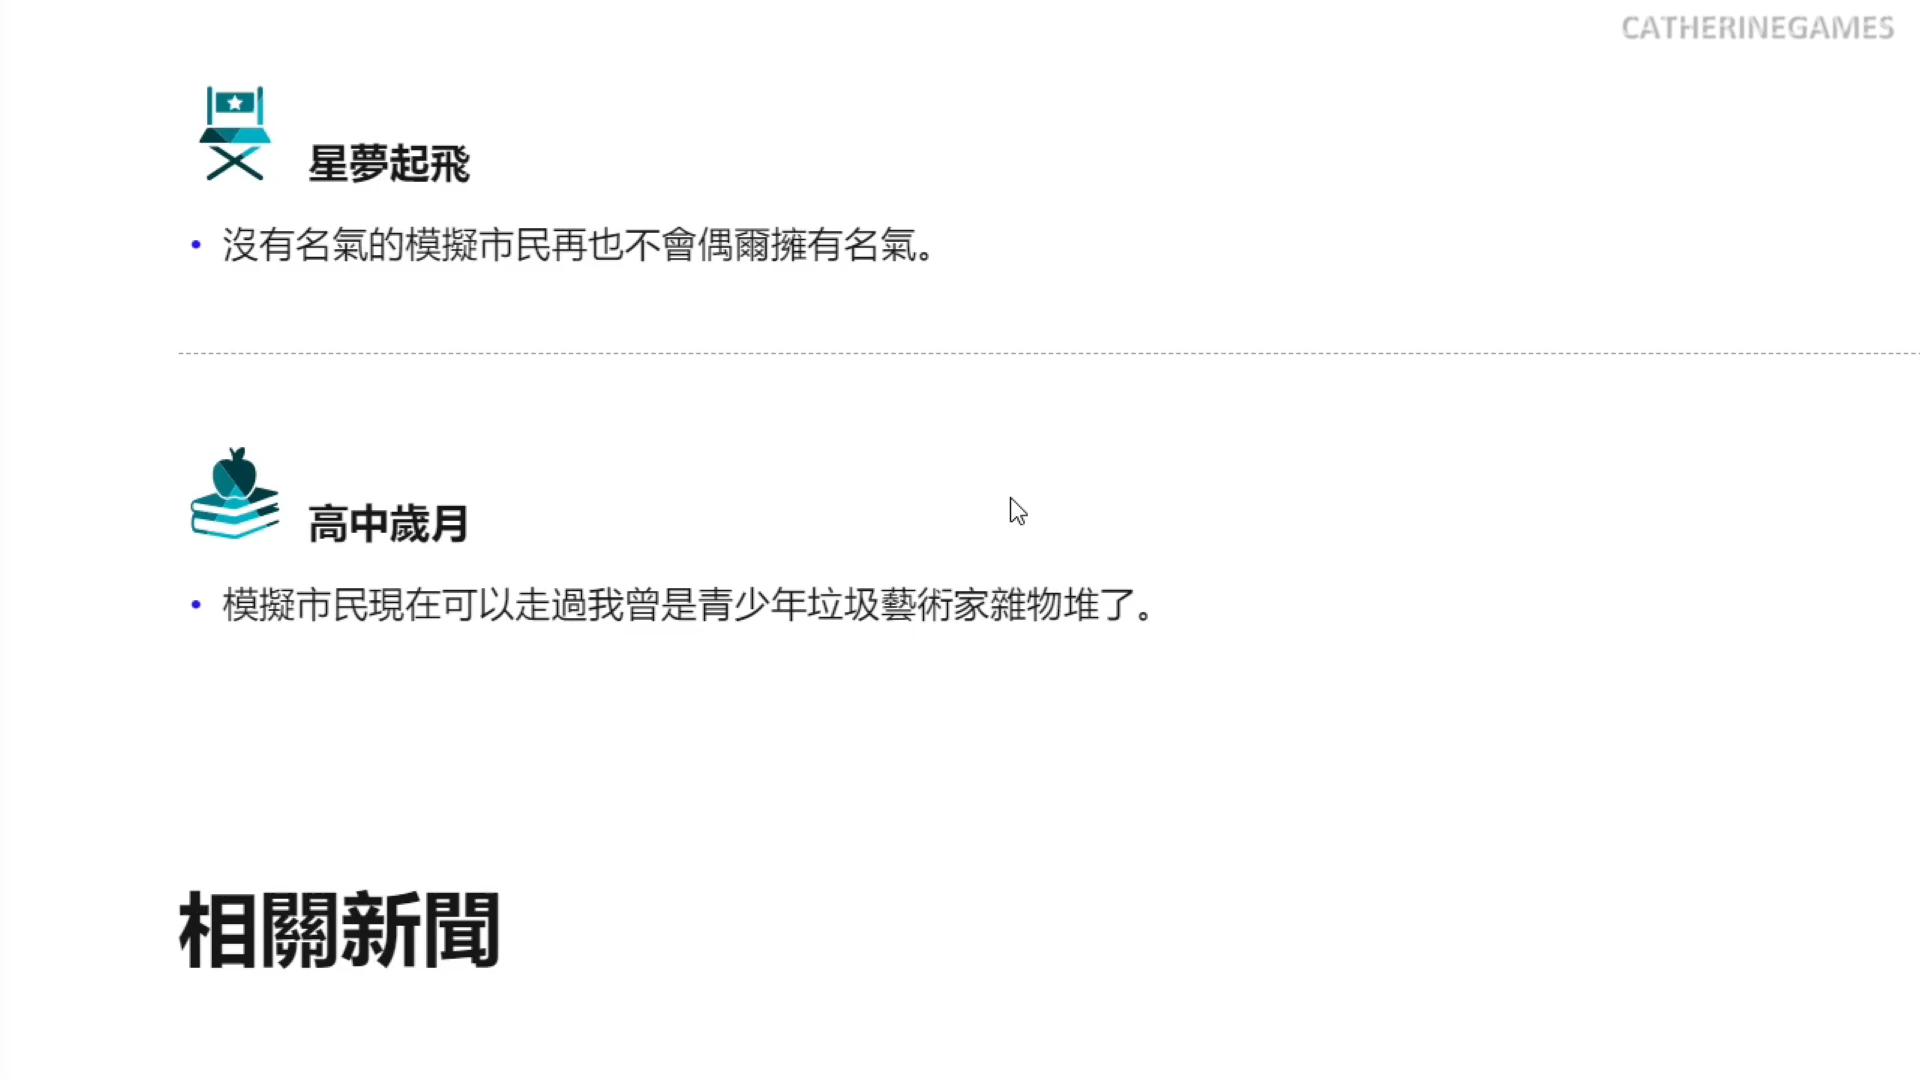 CATHERINEGAMES
星夢起飛
• 沒有名氣的模擬市民再也不會偶爾擁有名氣。
高中歲月
• 模擬市民現在可以走過我曾是青少年垃圾藝術家雜物堆了。
相關新聞